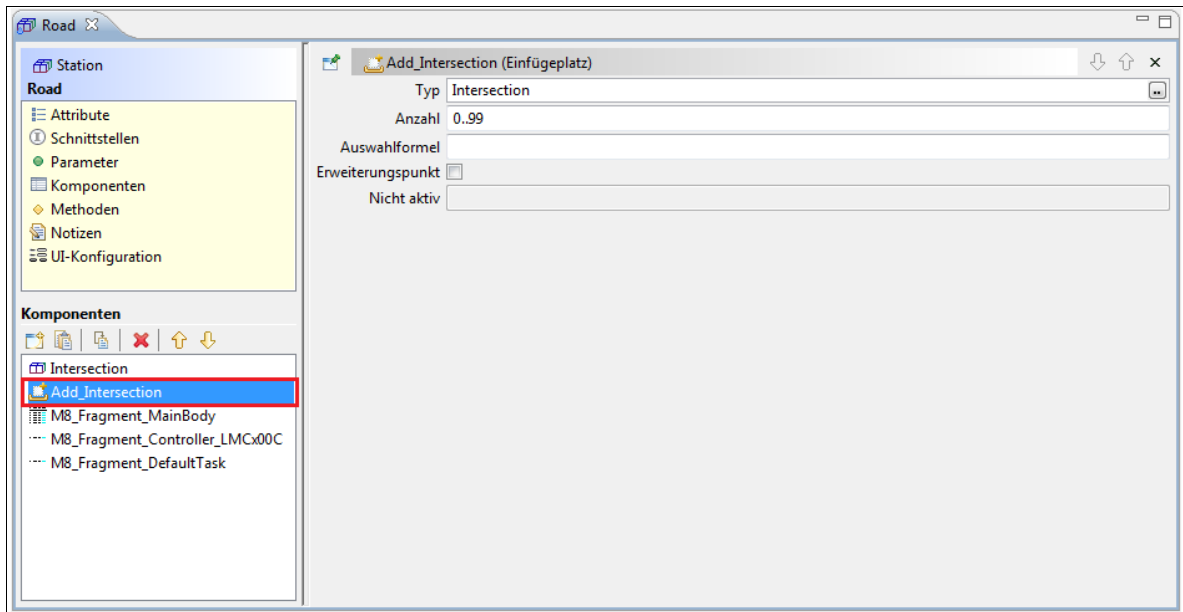 Road
Station
Road
Attribute
Schnittstellen
Parameter
Komponenten
Methoden
Notizen
UI-Konfiguration
Komponenten
Intersection
Add_Intersection
M8_Fragment_MainBody
M8_Fragment_Controller_LMCx00C
M8_Fragment_DefaultTask
Add_Intersection (Einfügeplatz)
Typ Intersection
Anzahl 0..99
Auswahlformel
Erweiterungspunkt
Nicht aktiv